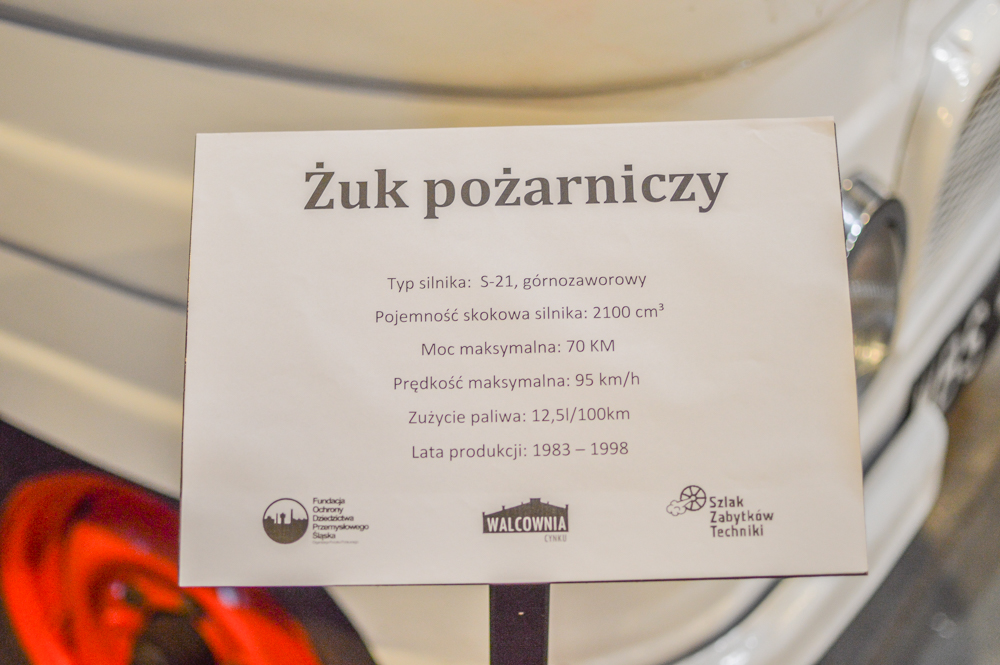 Żuk pożarniczy
Typ silnika: S-21, górnozaworowy
Pojemność skokowa silnika: 2100 cm³
Moc maksymalna: 70 KM
Prędkość maksymalna: 95 km/h
Zużycie paliwa: 12,5l/100km
Lata produkcji: 1983 – 1998
Fundacja
Ochrony
Dziedzictwa
Przemysłowego
Śląska
WALCOWNIA
CYNKU
Szlak
Zabytków
Techniki